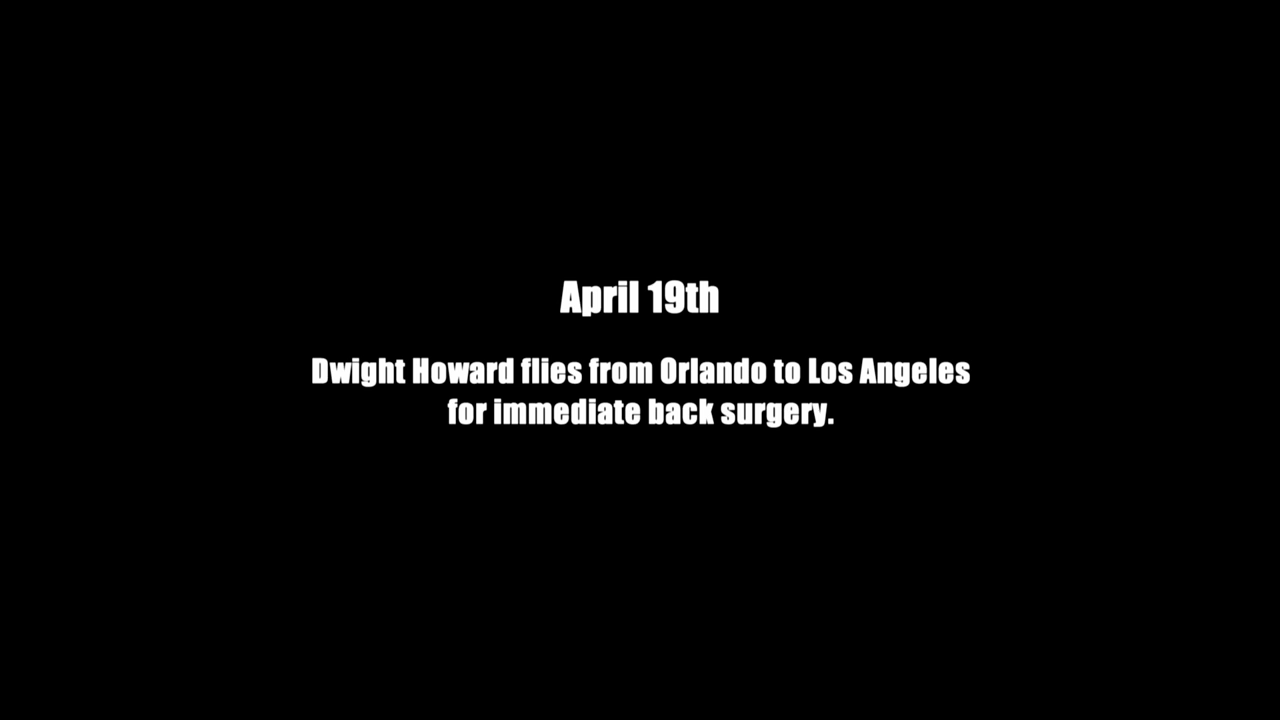 April 19th
Dwight Howard flies from Orlando to Los Angeles
for immediate back surgery.